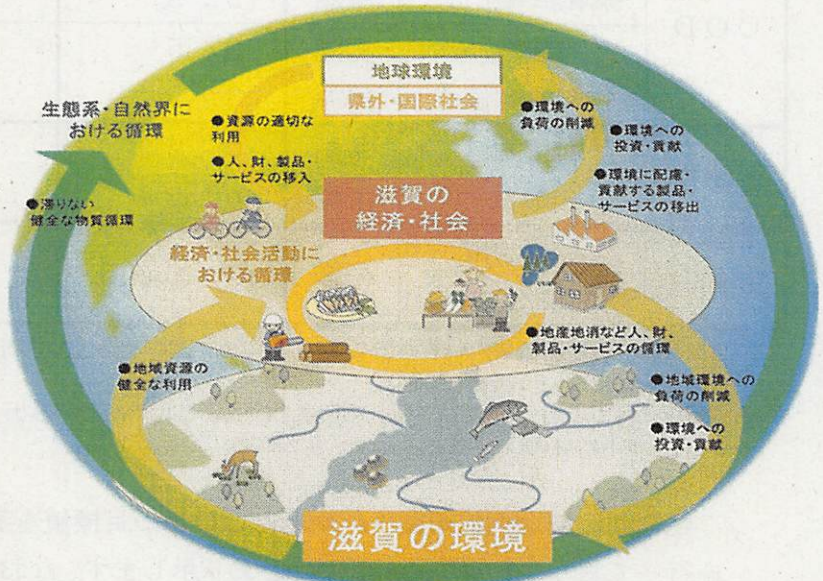 COD
地球環境
県外・国際社会
生態系・自然界に
おける循環
●資源の適切な
利用
●人、財、製品・
サービスの移入
●環境への
負荷の削減
●環境への
投資・貢献
●環境に配慮・
貢献する製品・
サービスの移出
●滞りない
健全な物質循環
滋賀の
経済・社会
経済・社会活動に
おける循環
●地産地消など人、財、
製品・サービスの循環
●地域資源の
健全な利用
●地域環境への
負荷の削減
●環境への
投資・貢献
滋賀の環境